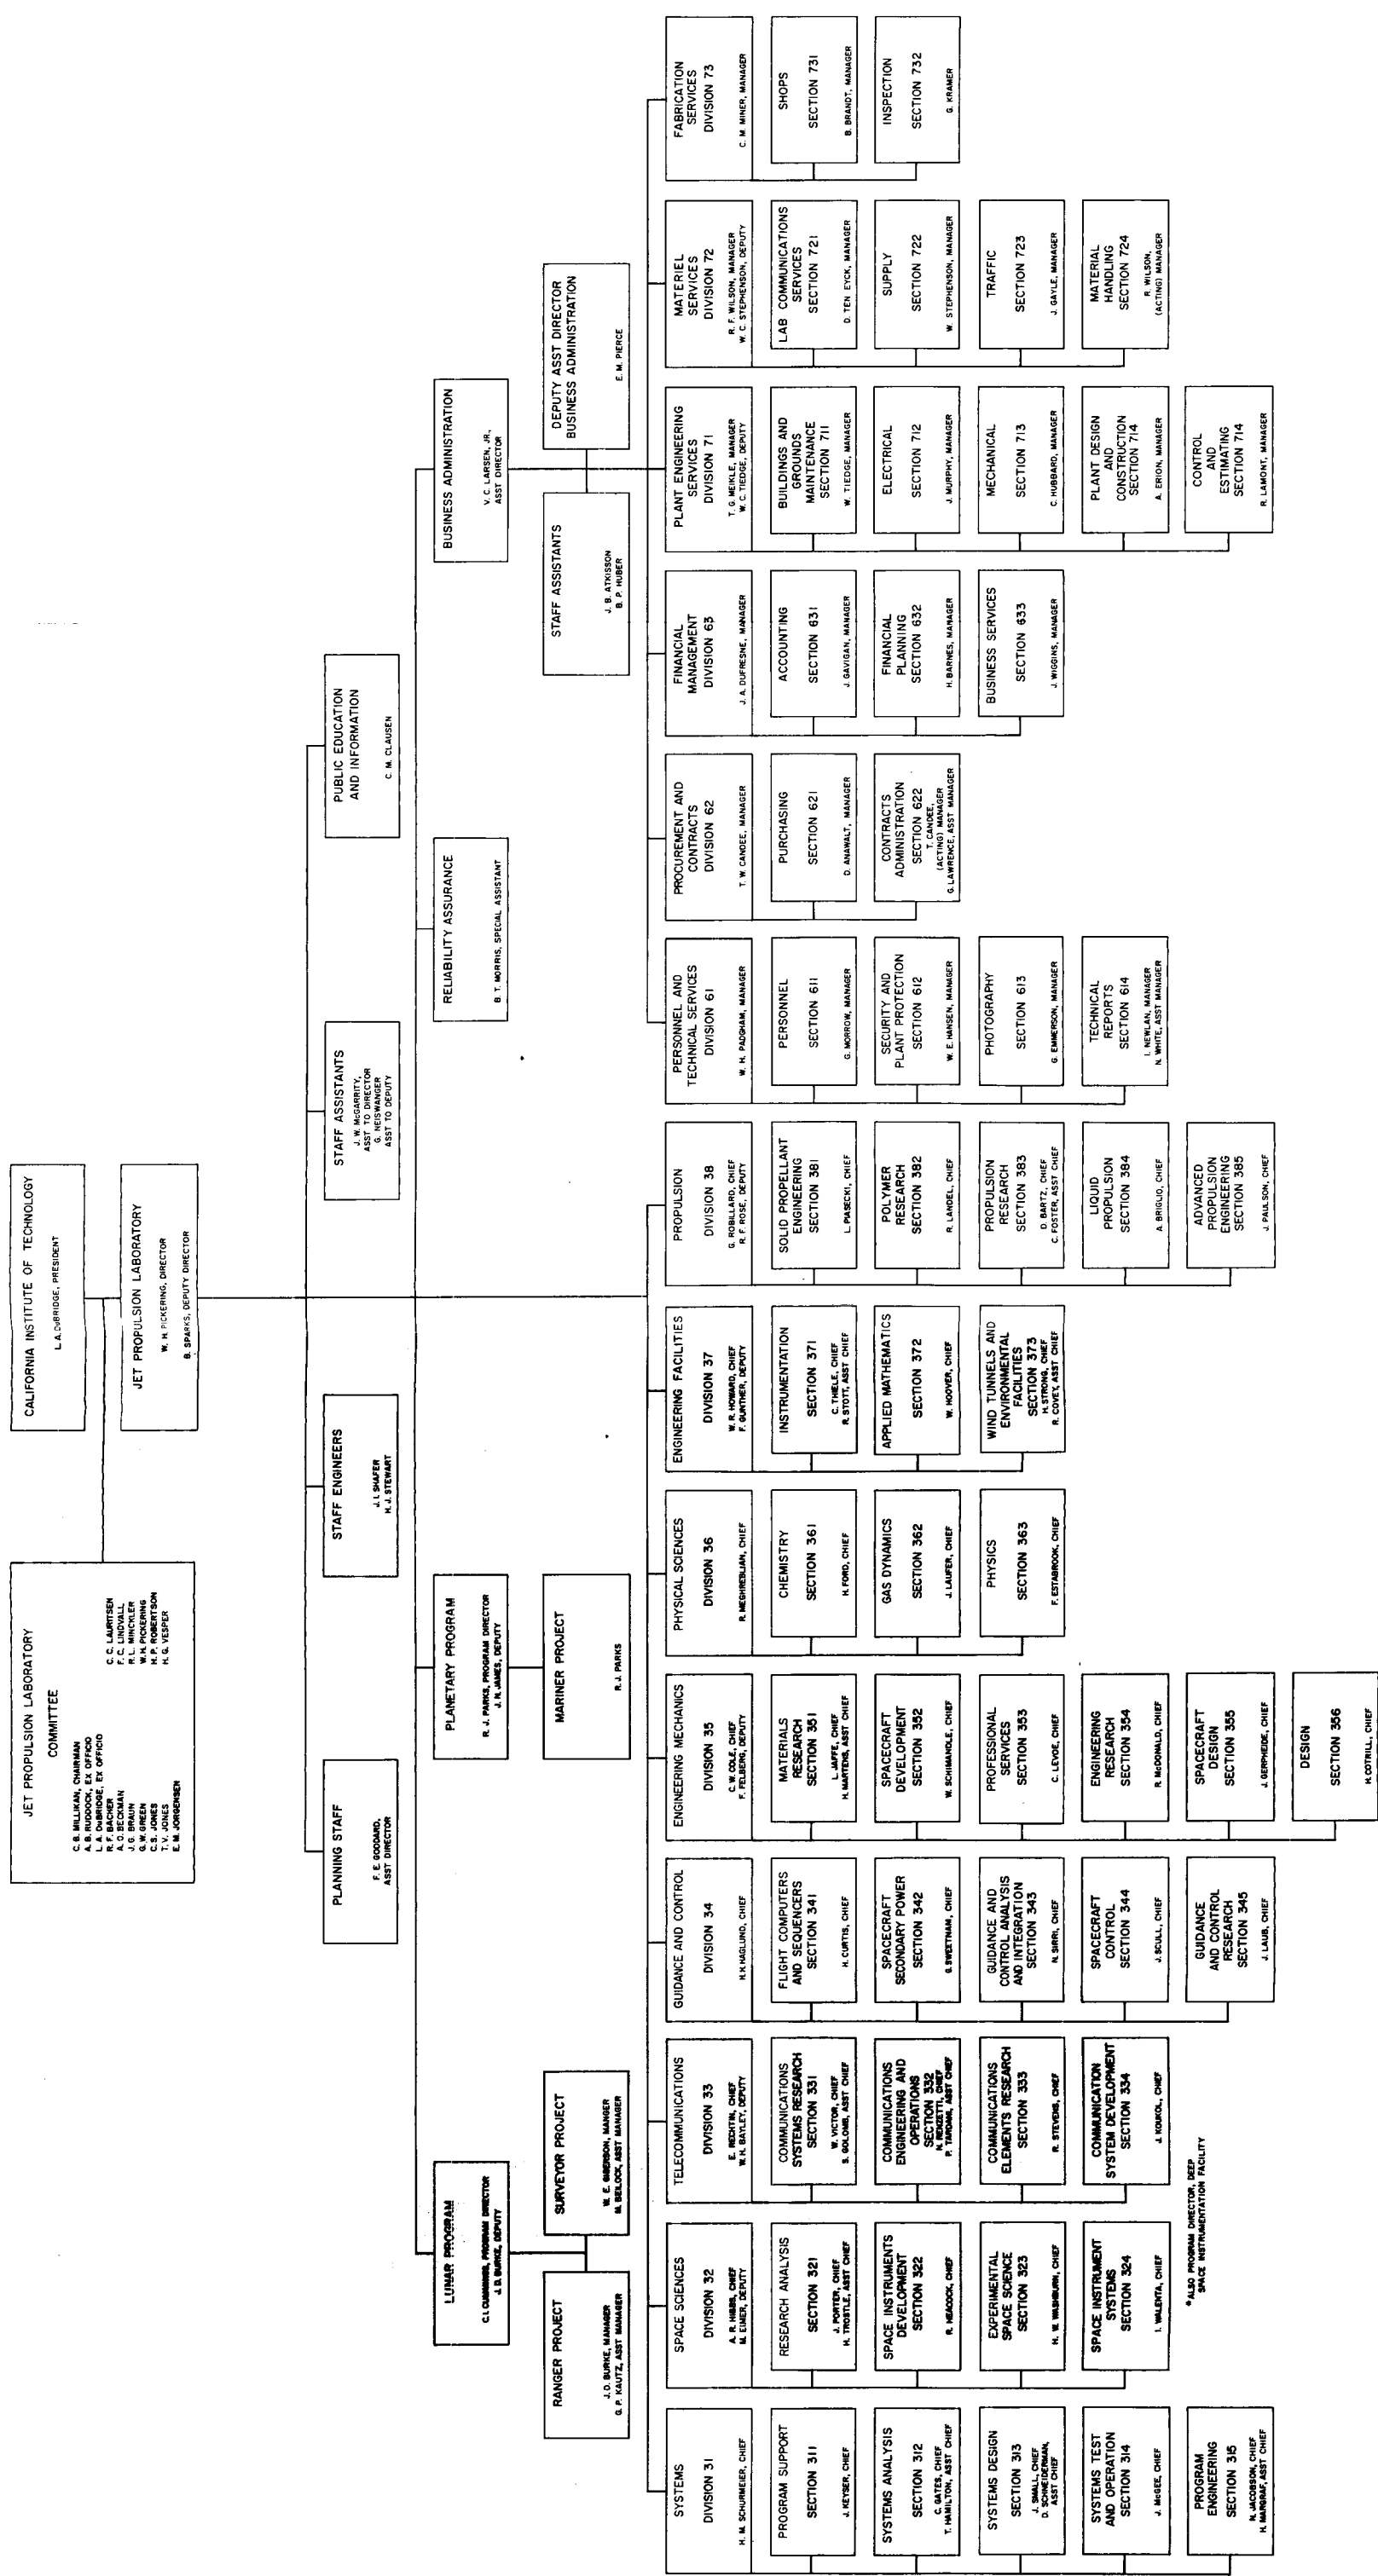 CALIFORNIA INSTITUTE OF TECHNOLOGY
L. A. DuBRIDGE, PRESIDENT
JET PROPULSION LABORATORY
COMMITTEE
C. B. MILLIKAN, CHAIRMAN
A. B. RUDDOCK, EX OFFICIO
L. A. DuBRIDGE, EX OFFICIO
R. F. BACHER
A. O. BECKMAN
J. G. BRAUN
G. W. GREEN
C. S. JONES
T. V. JONES
E. M. JORGENSEN
C. C. LAURITSEN
F. C. LINDVALL
R. L. MINCKLER
W. H. PICKERING
H. P. ROBERTSON
H. G. VESPER
JET PROPULSION LABORATORY
W. H. PICKERING, DIRECTOR
B. SPARKS, DEPUTY DIRECTOR
PLANNING STAFF
F. E. GODDARD,
ASST DIRECTOR
STAFF ENGINEERS
J. I. SHAFER
H. J. STEWART
STAFF ASSISTANTS
J. W. McGARRITY,
ASST TO DIRECTOR
G. NEISWANGER
ASST TO DEPUTY
PUBLIC EDUCATION
AND INFORMATION
C. M. CLAUSEN
LUNAR PROGRAM
C. I. CUMMINGS, PROGRAM DIRECTOR
J. D. BURKE, DEPUTY
PLANETARY PROGRAM
R. J. PARKS, PROGRAM DIRECTOR
J. N. JAMES, DEPUTY
RELIABILITY ASSURANCE
B. T. MORRIS, SPECIAL ASSISTANT
BUSINESS ADMINISTRATION
V. C. LARSEN, JR.,
ASST DIRECTOR
RANGER PROJECT
J. D. BURKE, MANAGER
G. P. KAUTZ, ASST MANAGER
SURVEYOR PROJECT
W. E. GIBERSON, MANGER
M. BEILOCK, ASST MANAGER
MARINER PROJECT
R. J. PARKS
STAFF ASSISTANTS
J. B. ATKISSON
B. P. HUBER
DEPUTY ASST DIRECTOR
BUSINESS ADMINISTRATION
E. M. PIERCE
SYSTEMS
DIVISION 31
H. M. SCHURMEIER, CHIEF
PROGRAM SUPPORT
SECTION 311
J. KEYSER, CHIEF
SYSTEMS ANALYSIS
SECTION 312
C. GATES, CHIEF
T. HAMILTON, ASST CHIEF
SYSTEMS DESIGN
SECTION 313
J. SMALL, CHIEF
D. SCHNEIDERMAN,
ASST CHIEF
SYSTEMS TEST
AND OPERATION
SECTION 314
J. McGEE, CHIEF
PROGRAM
ENGINEERING
SECTION 315
N. JACOBSON, CHIEF
H. MARGRAF, ASST CHIEF
SPACE SCIENCES
DIVISION 32
A. R. HIBBS, CHIEF
M. EIMER, DEPUTY
RESEARCH ANALYSIS
SECTION 321
J. PORTER, CHIEF
H. TROSTLE, ASST CHIEF
SPACE INSTRUMENTS
DEVELOPMENT
SECTION 322
R. HEACOCK, CHIEF
EXPERIMENTAL
SPACE SCIENCE
SECTION 323
H. W. WASHBURN, CHIEF
SPACE INSTRUMENT
SYSTEMS
SECTION 324
I. WALENTA, CHIEF
TELECOMMUNICATIONS
DIVISION 33
E. RECHTIN, CHIEF
W. H. BAYLEY, DEPUTY
COMMUNICATIONS
SYSTEMS RESEARCH
SECTION 331
W. VICTOR, CHIEF
S. GOLOMB, ASST CHIEF
COMMUNICATIONS
ENGINEERING AND
OPERATIONS
SECTION 332
N. RENZETTI, CHIEF
P. TARDANI, ASST CHIEF
COMMUNICATIONS
ELEMENTS RESEARCH
SECTION 333
R. STEVENS, CHIEF
COMMUNICATION
SYSTEM DEVELOPMENT
SECTION 334
J. KOUKOL, CHIEF
*ALSO PROGRAM DIRECTOR, DEEP
SPACE INSTRUMENTATION FACILITY
GUIDANCE AND CONTROL
DIVISION 34
H. H. HAGLUND, CHIEF
FLIGHT COMPUTERS
AND SEQUENCERS
SECTION 341
H. CURTIS, CHIEF
SPACECRAFT
SECONDARY POWER
SECTION 342
G. SWEETNAM, CHIEF
GUIDANCE AND
CONTROL ANALYSIS
AND INTEGRATION
SECTION 343
N. SIRRI, CHIEF
SPACECRAFT
CONTROL
SECTION 344
J. SCULL, CHIEF
GUIDANCE
AND CONTROL
RESEARCH
SECTION 345
J. LAUB, CHIEF
ENGINEERING MECHANICS
DIVISION 35
C. W. COLE, CHIEF
F. FELBERG, DEPUTY
MATERIALS
RESEARCH
SECTION 351
L. JAFFE, CHIEF
H. MARTENS, ASST CHIEF
SPACECRAFT
DEVELOPMENT
SECTION 352
W. SCHIMANDLE, CHIEF
PROFESSIONAL
SERVICES
SECTION 353
C. LEVOE, CHIEF
ENGINEERING
RESEARCH
SECTION 354
R. McDONALD, CHIEF
SPACECRAFT
DESIGN
SECTION 355
J. GERPHEIDE, CHIEF
DESIGN
SECTION 356
H. COTRILL, CHIEF
PHYSICAL SCIENCES
DIVISION 36
R. MEGHREBLIAN, CHIEF
CHEMISTRY
SECTION 361
H. FORD, CHIEF
GAS DYNAMICS
SECTION 362
J. LAUFER, CHIEF
PHYSICS
SECTION 363
F. ESTABROOK, CHIEF
ENGINEERING FACILITIES
DIVISION 37
W. R. HOWARD, CHIEF
F. GUNTHER, DEPUTY
INSTRUMENTATION
SECTION 371
C. THIELE, CHIEF
R. STOTT, ASST CHIEF
APPLIED MATHEMATICS
SECTION 372
W. HOOVER, CHIEF
WIND TUNNELS AND
ENVIRONMENTAL
FACILITIES
SECTION 373
H. STRONG, CHIEF
R. COVEY, ASST CHIEF
PROPULSION
DIVISION 38
G. ROBILLARD, CHIEF
R. F. ROSE, DEPUTY
SOLID PROPELLANT
ENGINEERING
SECTION 381
L. PIASECKI, CHIEF
POLYMER
RESEARCH
SECTION 382
R. LANDEL, CHIEF
PROPULSION
RESEARCH
SECTION 383
D. BARTZ, CHIEF
C. FOSTER, ASST CHIEF
LIQUID
PROPULSION
SECTION 384
A. BRIGLIO, CHIEF
ADVANCED
PROPULSION
ENGINEERING
SECTION 385
J. PAULSON, CHIEF
PERSONNEL AND
TECHNICAL SERVICES
DIVISION 61
W. H. PADGHAM, MANAGER
PERSONNEL
SECTION 611
G. MORROW, MANAGER
SECURITY AND
PLANT PROTECTION
SECTION 612
W. E. HANSEN, MANAGER
PHOTOGRAPHY
SECTION 613
G. EMMERSON, MANAGER
TECHNICAL
REPORTS
SECTION 614
I. NEWLAN, MANAGER
N. WHITE, ASST MANAGER
PROCUREMENT AND
CONTRACTS
DIVISION 62
T. W. CANDEE, MANAGER
PURCHASING
SECTION 621
D. ANAWALT, MANAGER
CONTRACTS
ADMINISTRATION
SECTION 622
T. CANDEE,
(ACTING) MANAGER
G. LAWRENCE, ASST MANAGER
FINANCIAL
MANAGEMENT
DIVISION 63
J. A. DUFRESNE, MANAGER
ACCOUNTING
SECTION 631
J. GAVIGAN, MANAGER
FINANCIAL
PLANNING
SECTION 632
H. BARNES, MANAGER
BUSINESS SERVICES
SECTION 633
J. WIGGINS, MANAGER
PLANT ENGINEERING
SERVICES
DIVISION 71
T. G. MEIKLE, MANAGER
W. C. TIEDGE, DEPUTY
BUILDINGS AND
GROUNDS
MAINTENANCE
SECTION 711
W. TIEDGE, MANAGER
ELECTRICAL
SECTION 712
J. MURPHY, MANAGER
MECHANICAL
SECTION 713
C. HUBBARD, MANAGER
PLANT DESIGN
AND
CONSTRUCTION
SECTION 714
A. ERION, MANAGER
CONTROL
AND
ESTIMATING
SECTION 714
R. LAMONT, MANAGER
MATERIEL
SERVICES
DIVISION 72
R. F. WILSON, MANAGER
W. C. STEPHENSON, DEPUTY
LAB COMMUNICATIONS
SERVICES
SECTION 721
D. TEN EYCK, MANAGER
SUPPLY
SECTION 722
W. STEPHENSON, MANAGER
TRAFFIC
SECTION 723
J. GAYLE, MANAGER
MATERIAL
HANDLING
SECTION 724
R. WILSON,
(ACTING) MANAGER
FABRICATION
SERVICES
DIVISION 73
C. M. MINER, MANAGER
SHOPS
SECTION 731
B. BRANDT, MANAGER
INSPECTION
SECTION 732
G. KRAMER